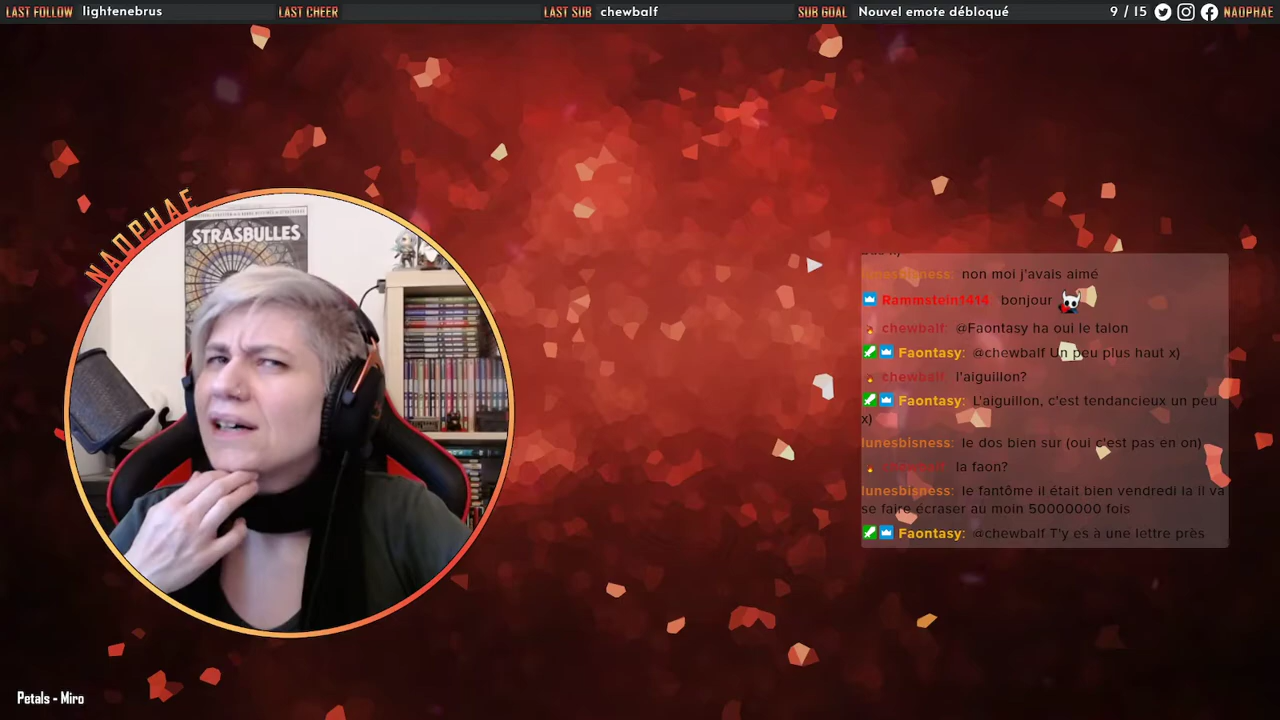 LAST FOLLOW lightenebrus LAST CHEER LAST SUB chewbalf SUB GOAL Nouvel emote débloqué 9 / 15 NAOPHAE
NAOPHAE
STRASBULLES
lunesbisness: non moi j'avais aimé
Rammstein1414 bonjour
chewbalf: @Faontasy ha oui le talon
Faontasy: @chewbalf Un peu plus haut x)
chewbalf: l'aiguillon?
Faontasy: L'aiguillon, c'est tendancieux un peu
x)
lunesbisness: le dos bien sur (oui c'est pas en on)
chewbalf: la faon?
lunesbisness: le fantôme il était bien vendredi la il va
se faire écraser au moin 50000000 fois
Faontasy: @chewbalf T'y es à une lettre près
Petals - Miro